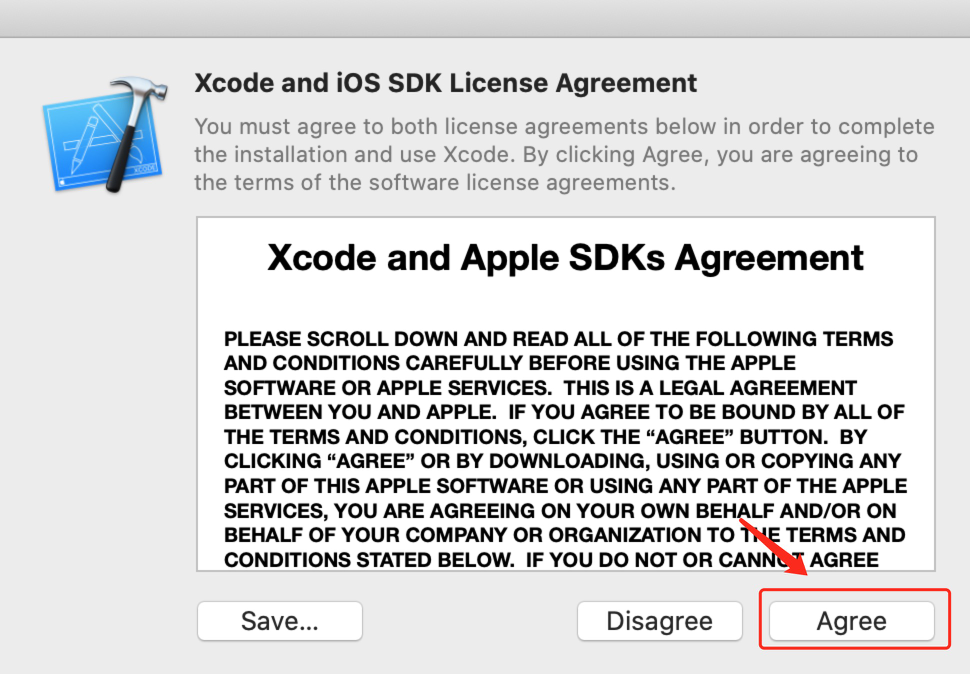 Xcode and iOS SDK License Agreement
You must agree to both license agreements below in order to complete
the installation and use Xcode. By clicking Agree, you are agreeing to
the terms of the software license agreements.
XCODE
Xcode and Apple SDKs Agreement
PLEASE SCROLL DOWN AND READ ALL OF THE FOLLOWING TERMS
AND CONDITIONS CAREFULLY BEFORE USING THE APPLE
SOFTWARE OR APPLE SERVICES.  THIS IS A LEGAL AGREEMENT
BETWEEN YOU AND APPLE.  IF YOU AGREE TO BE BOUND BY ALL OF
THE TERMS AND CONDITIONS, CLICK THE “AGREE” BUTTON.  BY
CLICKING “AGREE” OR BY DOWNLOADING, USING OR COPYING ANY
PART OF THIS APPLE SOFTWARE OR USING ANY PART OF THE APPLE
SERVICES, YOU ARE AGREEING ON YOUR OWN BEHALF AND/OR ON
BEHALF OF YOUR COMPANY OR ORGANIZATION TO THE TERMS AND
CONDITIONS STATED BELOW.  IF YOU DO NOT OR CANNOT AGREE
Save...
Disagree
Agree